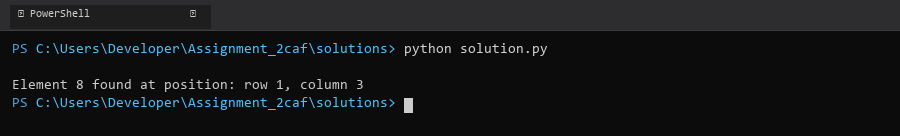 PowerShell
PS C:\Users\Developer\Assignment_2caf\solutions> python solution.py
Element 8 found at position: row 1, column 3
PS C:\Users\Developer\Assignment_2caf\solutions>